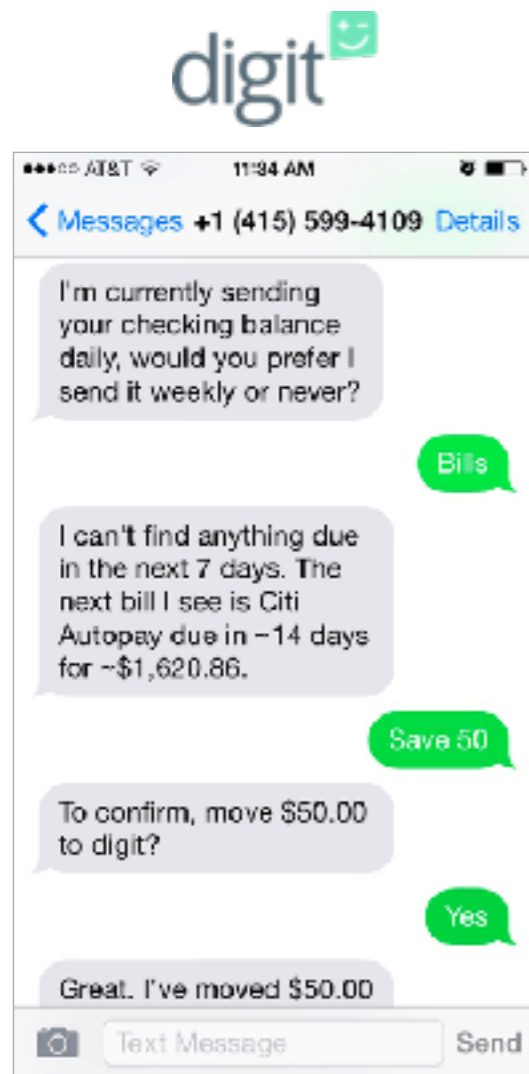 digit
AT&T 11:34 AM
Messages +1 (415) 599-4109 Details
I'm currently sending
your checking balance
daily, would you prefer I
send it weekly or never?
Bills
I can't find anything due
in the next 7 days. The
next bill I see is Citi
Autopay due in ~14 days
for ~$1,620.86.
Save 50
To confirm, move $50.00
to digit?
Yes
Great. I've moved $50.00
Text Message Send